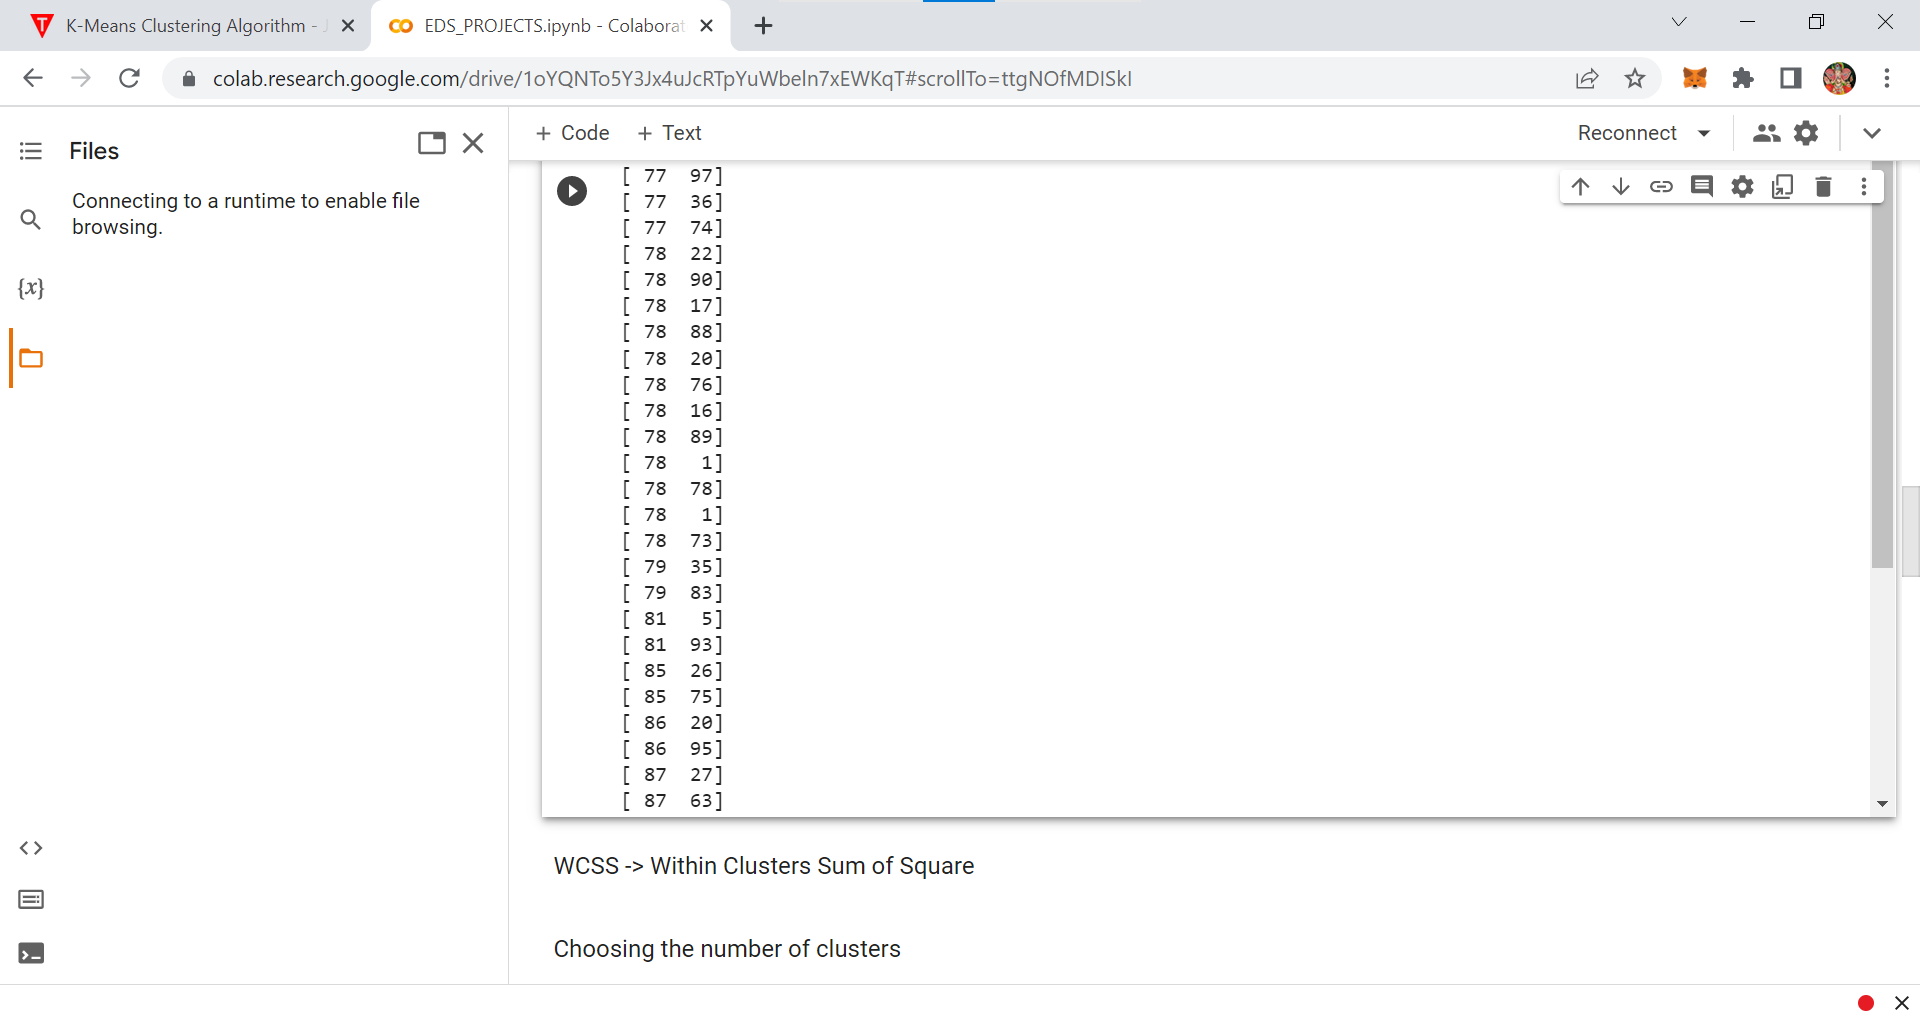 K-Means Clustering Algorithm -
EDS_PROJECTS.ipynb - Colaborat
colab.research.google.com/drive/1oYQNTo5Y3Jx4uJcRTpYuWbeln7xEWKqT#scrollTo=ttgNOfMDISkI
Files
Connecting to a runtime to enable file
browsing.
{x}
+ Code + Text
Reconnect
[ 77 97]
[ 77 36]
[ 77 74]
[ 78 22]
[ 78 90]
[ 78 17]
[ 78 88]
[ 78 20]
[ 78 76]
[ 78 16]
[ 78 89]
[ 78 1]
[ 78 78]
[ 78 1]
[ 78 73]
[ 79 35]
[ 79 83]
[ 81 5]
[ 81 93]
[ 85 26]
[ 85 75]
[ 86 20]
[ 86 95]
[ 87 27]
[ 87 63]
WCSS -> Within Clusters Sum of Square
Choosing the number of clusters